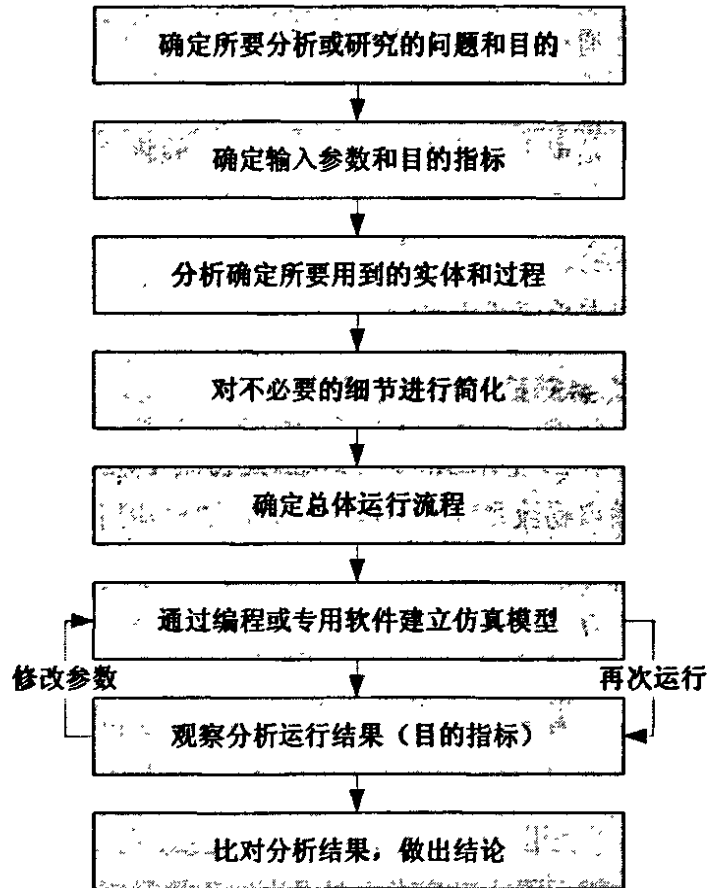 确定所要分析或研究的问题和目的
确定输入参数和目的指标
分析确定所要用到的实体和过程
对不必要的细节进行简化
确定总体运行流程
通过编程或专用软件建立仿真模型
修改参数
再次运行
观察分析运行结果（目的指标）
比对分析结果，做出结论